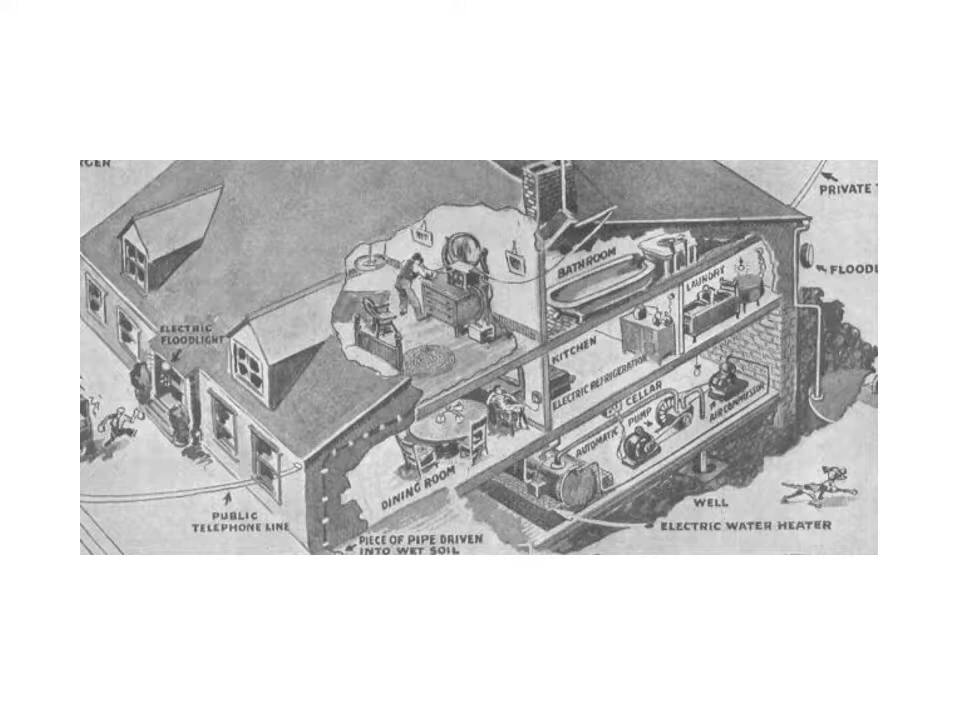 PRIVATE
BATHROOM
LAUNDRY
ELECTRIC
FLOODLIGHT
KITCHEN
ELECTRIC REFRIGERATION
CELLAR
AUTOMATIC PUMP
AIR COMPRESSOR
DINING ROOM
WELL
PUBLIC
TELEPHONE LINE
ELECTRIC WATER HEATER
PIECE OF PIPE DRIVEN
INTO WET SOIL